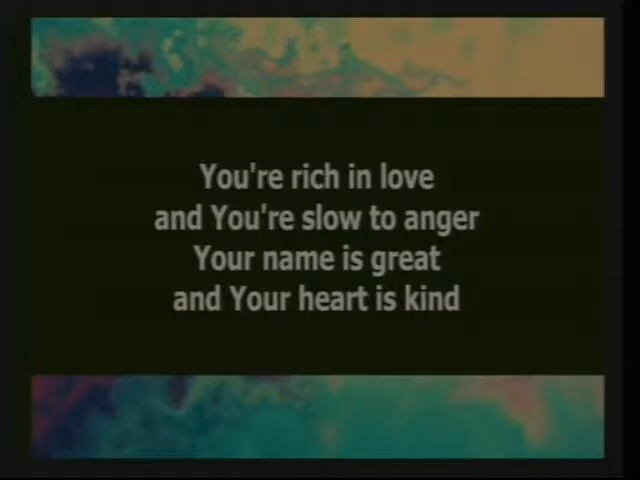 You're rich in love
and You're slow to anger
Your name is great
and Your heart is kind